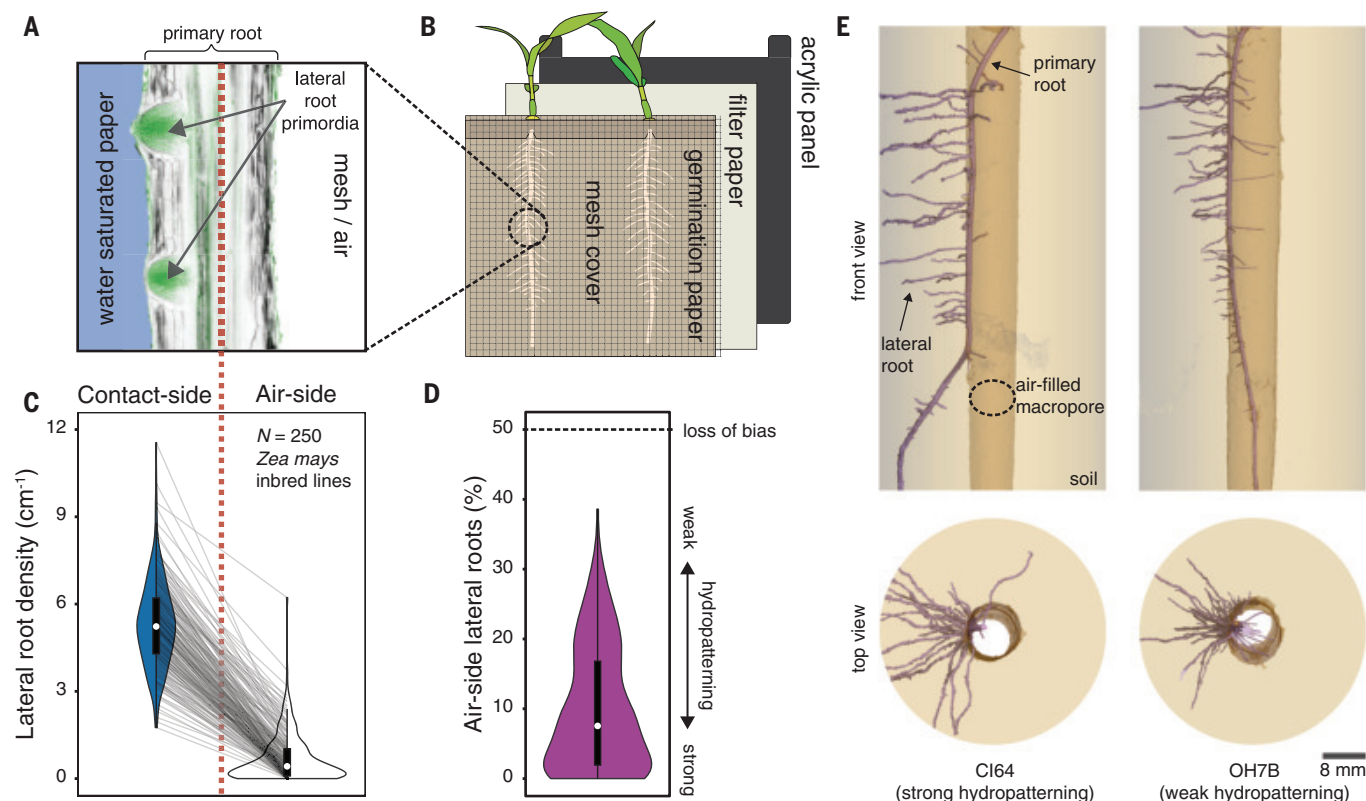 A
primary root
lateral
root
primordia
water saturated paper
mesh / air
B
acrylic panel
filter paper
germination paper
mesh cover
C
Contact-side
Air-side
N = 250
Zea mays
inbred lines
Lateral root density (cm⁻¹)
12
9
6
3
0
D
loss of bias
Air-side lateral roots (%)
50
40
30
20
10
0
weak
hydropatterning
strong
E
front view
primary
root
lateral
root
air-filled
macropore
soil
top view
8 mm
CI64
(strong hydropatterning)
OH7B
(weak hydropatterning)